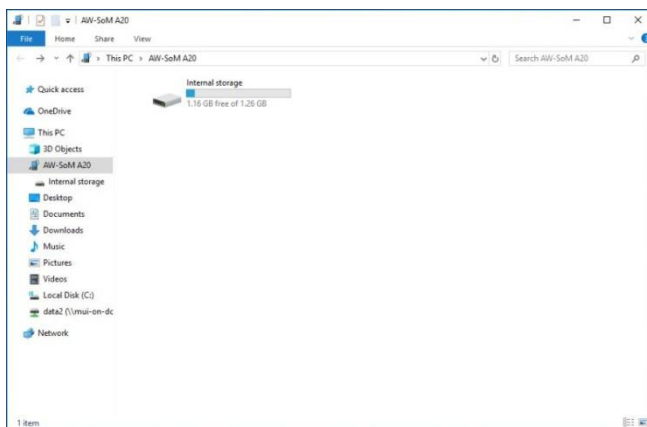 AW-SoM A20
File Home Share View
This PC > AW-SoM A20
Search AW-SoM A20
Quick access
OneDrive
This PC
3D Objects
AW-SoM A20
Internal storage
Desktop
Documents
Downloads
Music
Pictures
Videos
Local Disk (C:)
data2 (\\mui-on-dc
Network
Internal storage
1.16 GB free of 1.26 GB
1 item